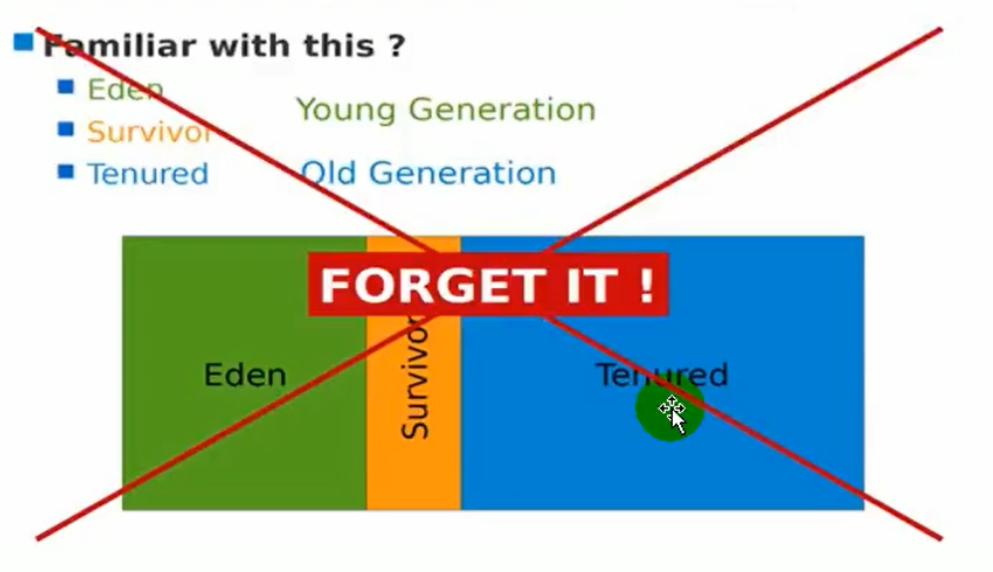 Familiar with this ?
Eden
Young Generation
Survivor
Tenured
Old Generation
FORGET IT !
Eden
Survivor
Tenured